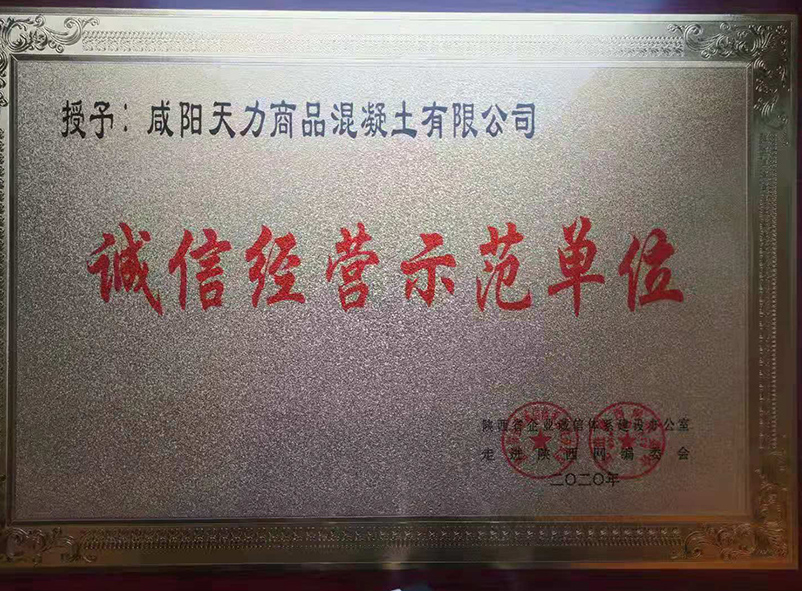 授予：咸阳天力商品混凝土有限公司
诚信经营示范单位
陕西省企业诚信体系建设办公室
走进陕西网编委会
二〇二〇年